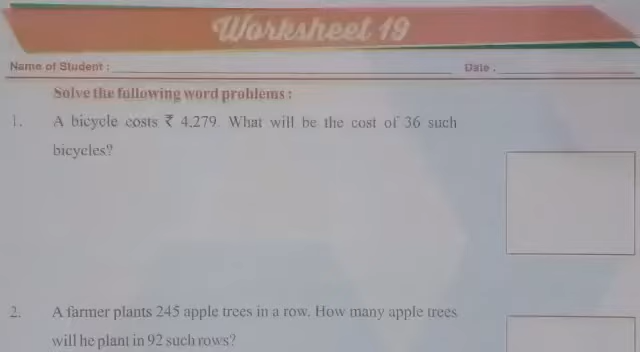 Worksheet 19
Name of Student :
Date :
Solve the following word problems :
1. A bicycle costs ₹ 4,279. What will be the cost of 36 such
bicycles?
2. A farmer plants 245 apple trees in a row. How many apple trees
will he plant in 92 such rows?